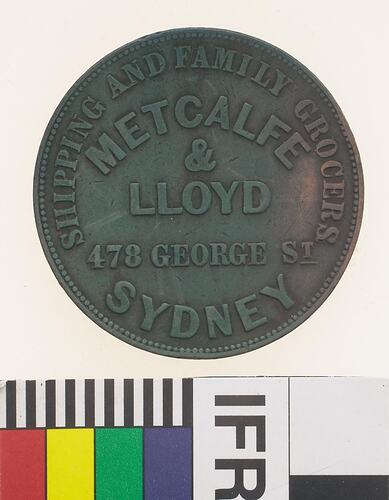 SHIPPING AND FAMILY GROCERS
METCALFE
&
LLOYD
478 GEORGE ST
SYDNEY
IFR